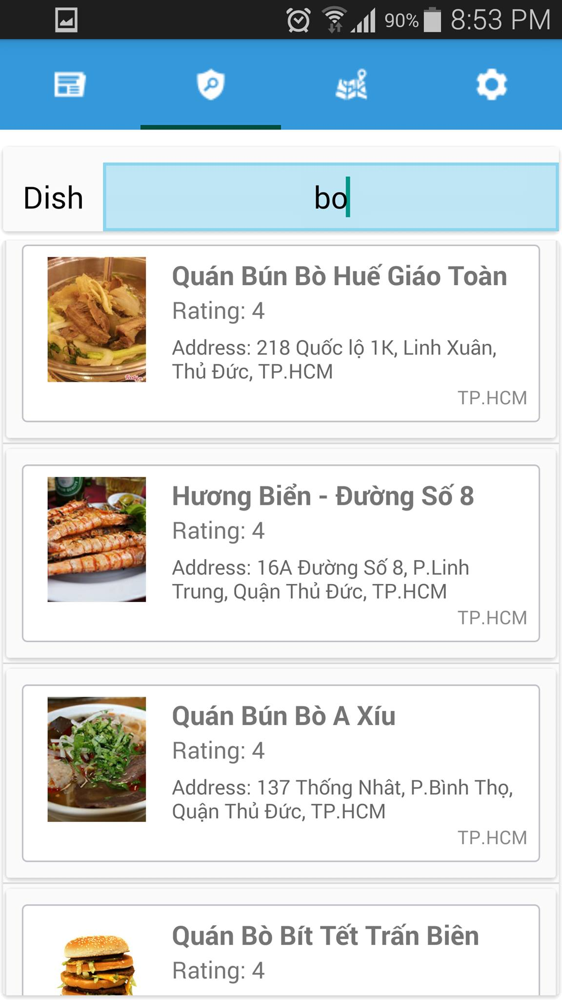 90% 8:53 PM
Dish bo
Quán Bún Bò Huế Giáo Toàn
Rating: 4
Address: 218 Quốc lộ 1K, Linh Xuân,
Thủ Đức, TP.HCM
TP.HCM
Foody.vn
Hương Biển - Đường Số 8
Rating: 4
Address: 16A Đường Số 8, P.Linh
Trung, Quận Thủ Đức, TP.HCM
TP.HCM
Quán Bún Bò A Xíu
Rating: 4
Address: 137 Thống Nhât, P.Bình Thọ,
Quận Thủ Đức, TP.HCM
TP.HCM
Quán Bò Bít Tết Trấn Biên
Rating: 4